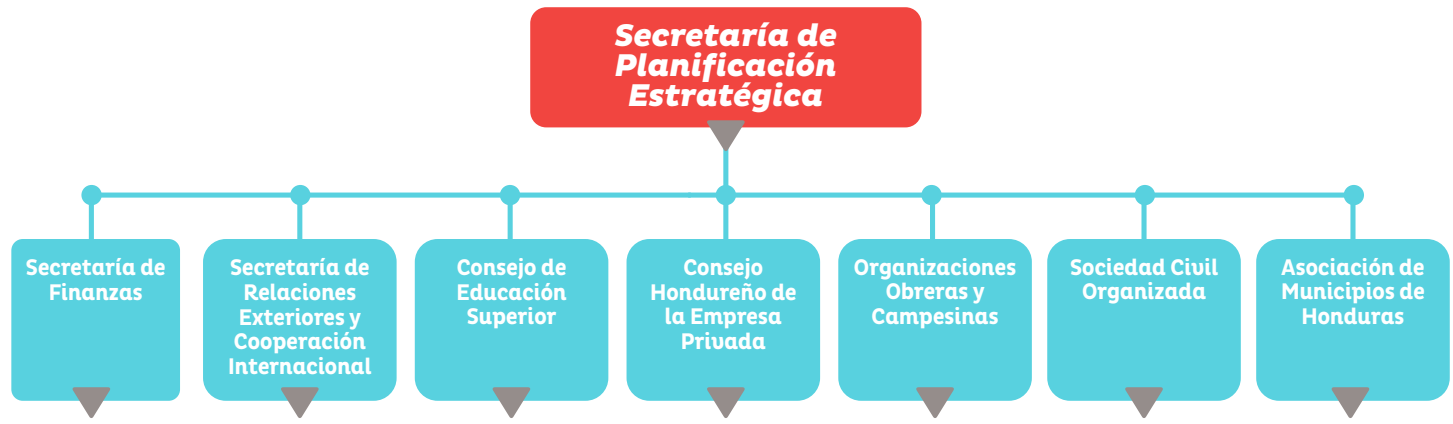 Secretaría de
Planificación
Estratégica
Secretaría de
Finanzas
Secretaría de
Relaciones
Exteriores y
Cooperación
Internacional
Consejo de
Educación
Superior
Consejo
Hondureño de
la Empresa
Privada
Organizaciones
Obreras y
Campesinas
Sociedad Civil
Organizada
Asociación de
Municipios de
Honduras